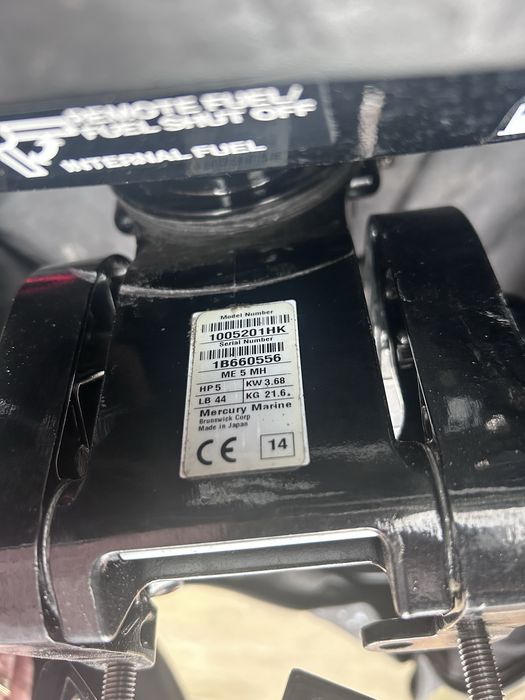 REMOTE FUEL/
FUEL SHUT OFF
INTERNAL FUEL
Model Number
1005201HK
Serial Number
1B660556
ME 5 MH
HP 5 KW 3.68
LB 44 KG 21.6
Mercury Marine
Brunswick Corp
Made in Japan
CE 14